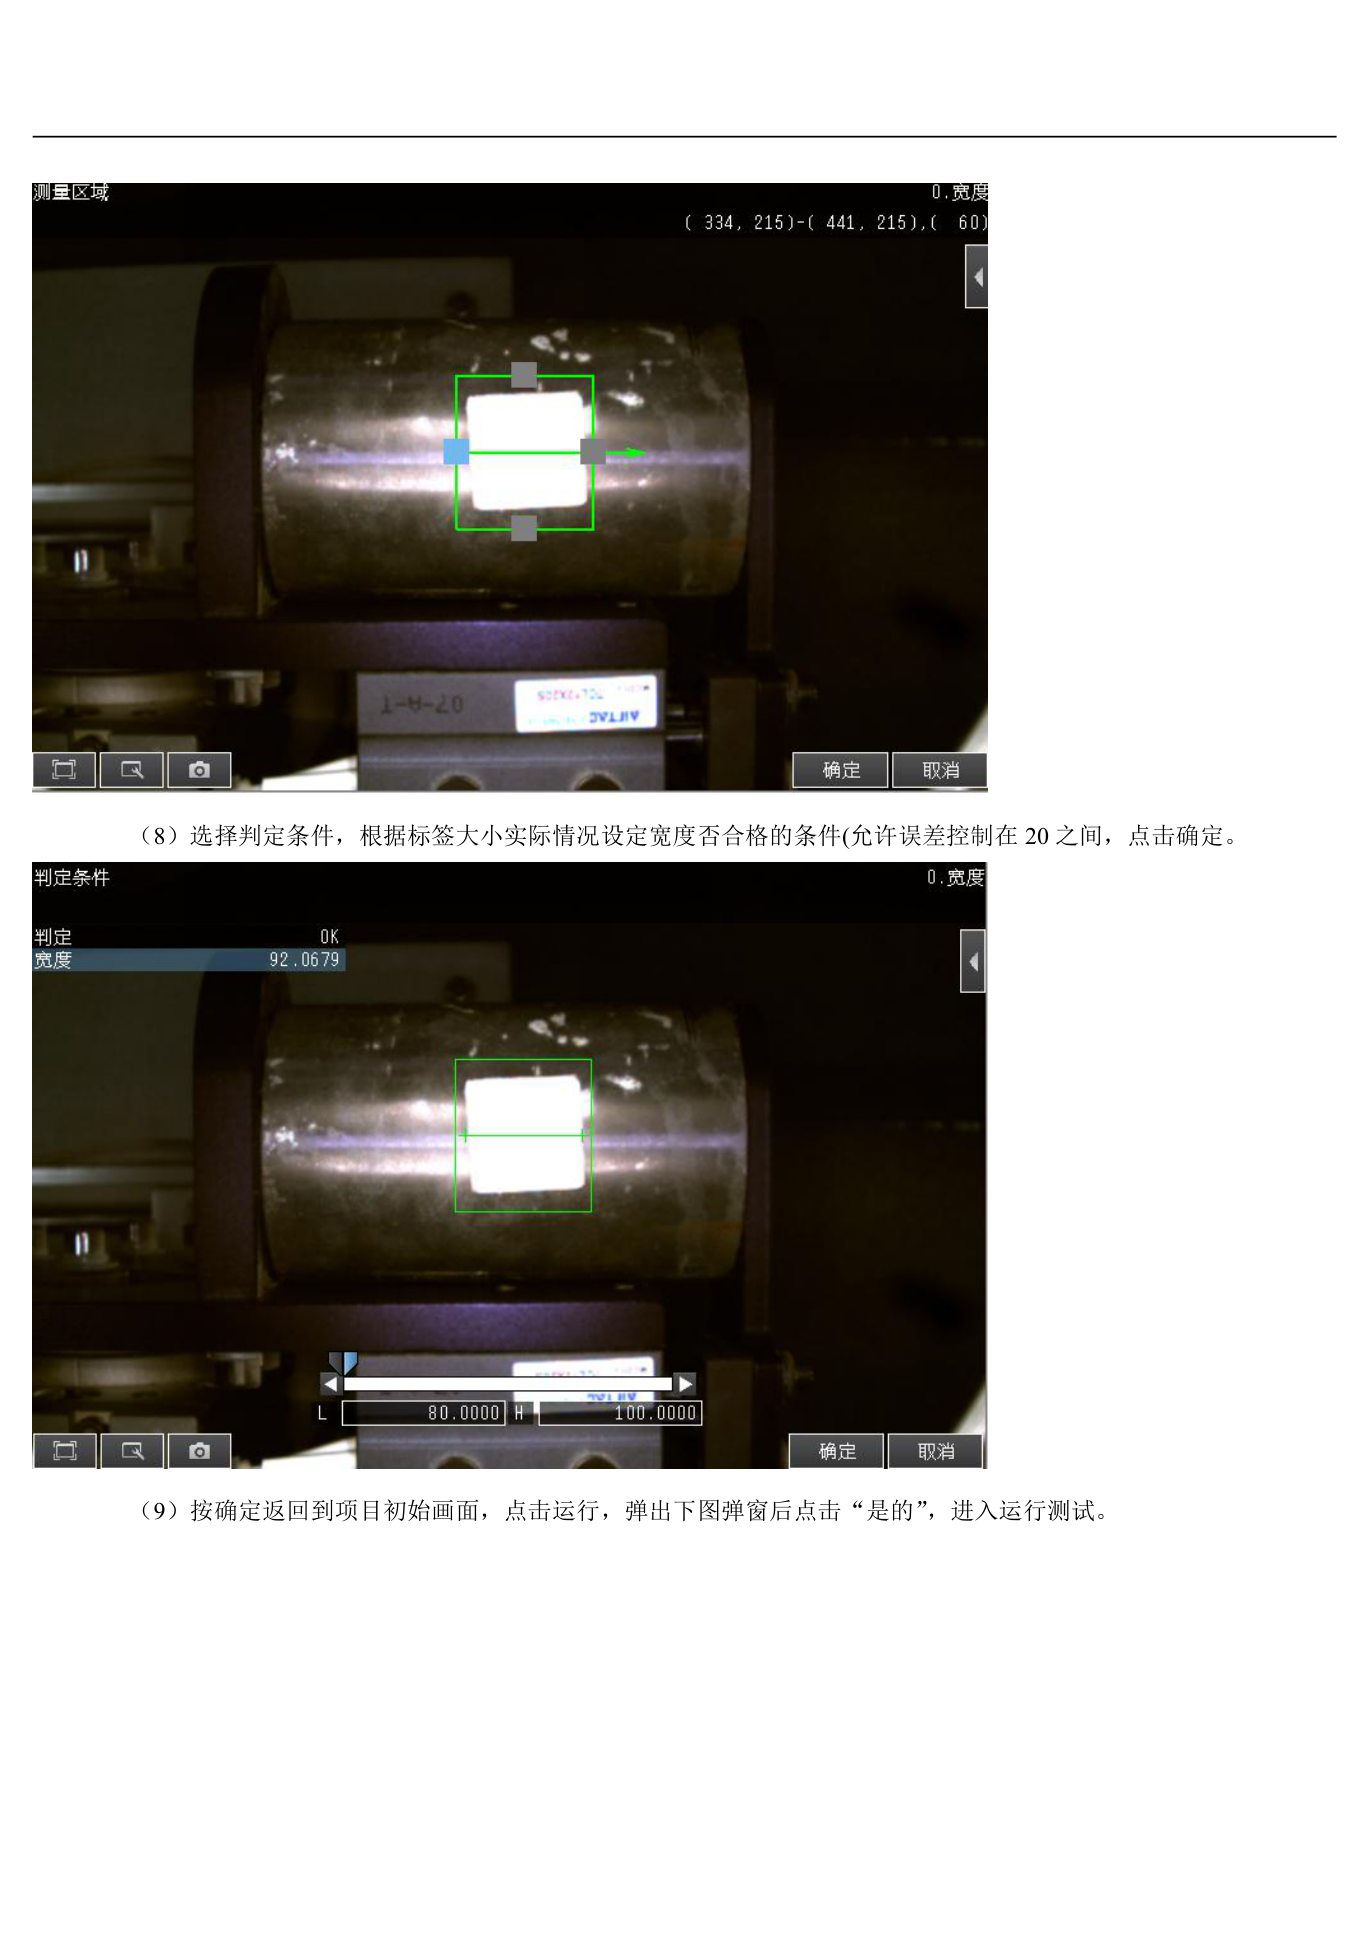 测量区域
0.宽度
( 334, 215)-( 441, 215),( 60)
确定
取消
（8）选择判定条件，根据标签大小实际情况设定宽度否合格的条件(允许误差控制在 20 之间，点击确定。
判定条件
0.宽度
判定 OK
宽度 92.0679
L 80.0000 H 100.0000
确定
取消
（9）按确定返回到项目初始画面，点击运行，弹出下图弹窗后点击“是的”，进入运行测试。